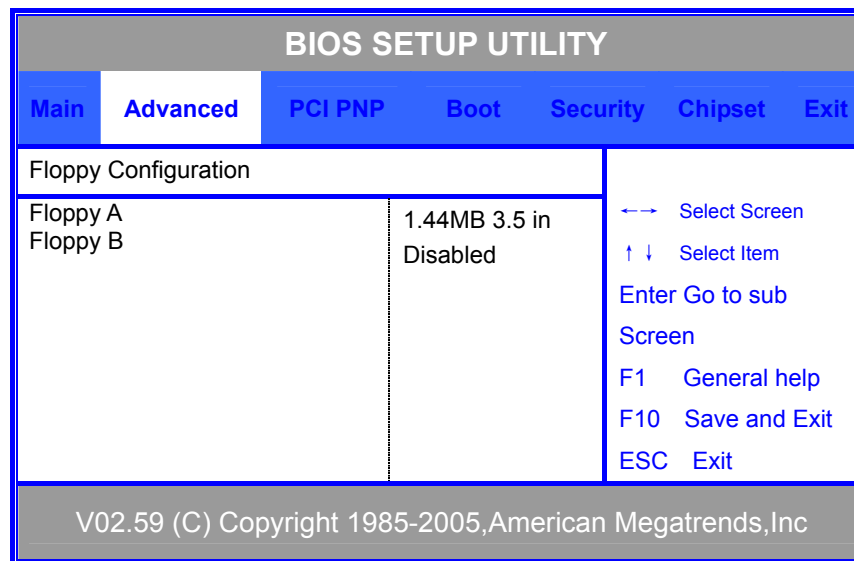 BIOS SETUP UTILITY
Main Advanced PCI PNP Boot Security Chipset Exit
Floppy Configuration
Floppy A 1.44MB 3.5 in
Floppy B Disabled
←→ Select Screen
↑↓ Select Item
Enter Go to sub
Screen
F1 General help
F10 Save and Exit
ESC Exit
V02.59 (C) Copyright 1985-2005,American Megatrends,Inc